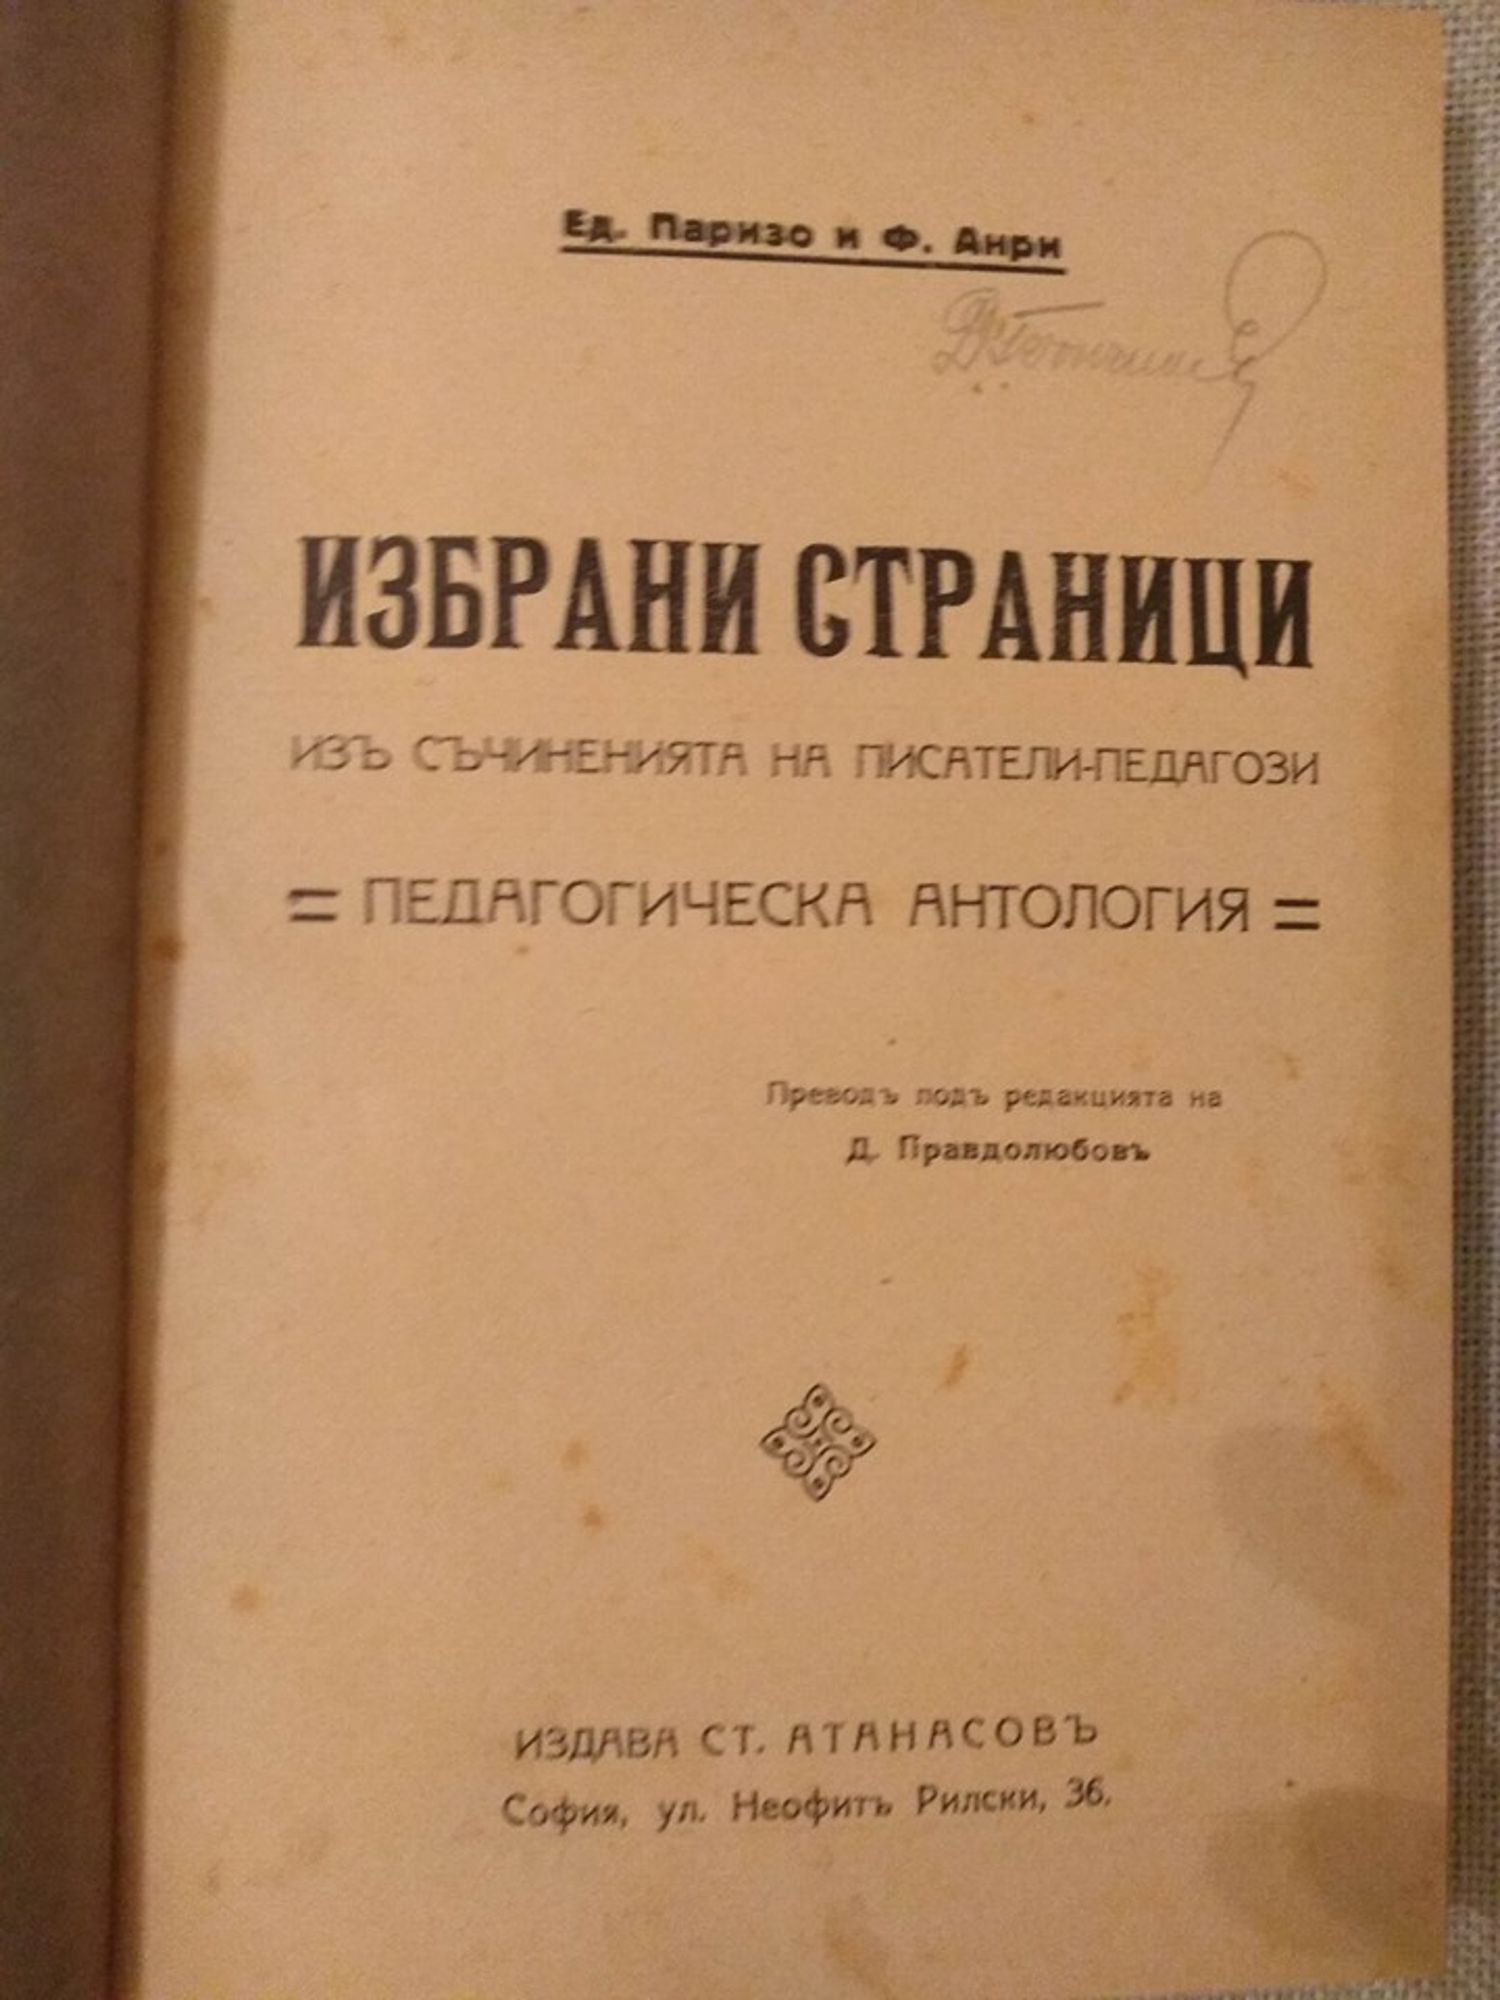 Ед. Паризо и Ф. Анри
ИЗБРАНИ СТРАНИЦИ
ИЗЪ СЪЧИНЕНИЯТА НА ПИСАТЕЛИ-ПЕДАГОЗИ
= ПЕДАГОГИЧЕСКА АНТОЛОГИЯ =
Преводъ подъ редакцията на
Д. Правдолюбовъ
ИЗДАВА СТ. АТАНАСОВЪ
София, ул. Неофитъ Рилски, 36.